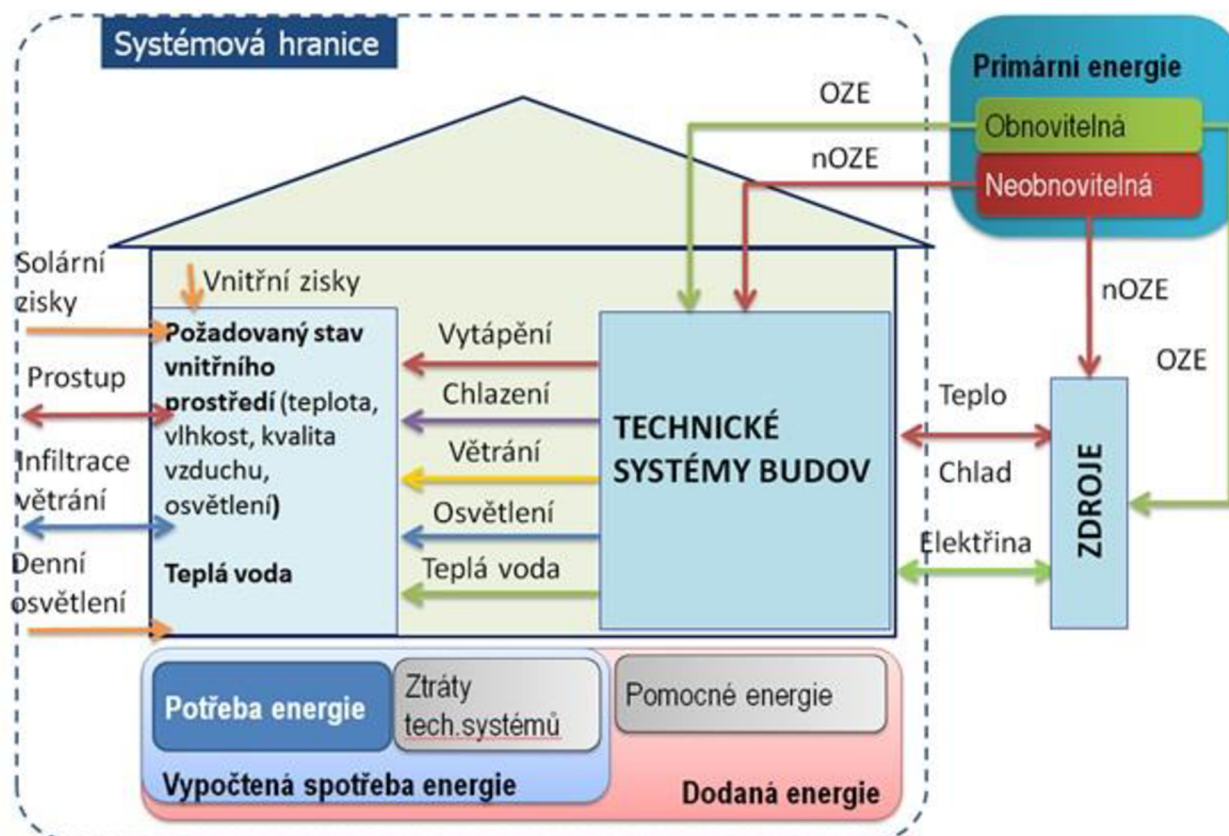 Systémová hranice
Primární energie
Obnovitelná
Neobnovitelná
OZE
nOZE
nOZE
OZE
Solární
zisky
Vnitřní zisky
Prostup
Infiltrace
větrání
Denní
osvětlení
Požadovaný stav
vnitřního
prostředí (teplota,
vlhkost, kvalita
vzduchu,
osvětlení)
Teplá voda
Vytápění
Chlazení
Větrání
Osvětlení
Teplá voda
TECHNICKÉ
SYSTÉMY BUDOV
Teplo
Chlad
Elektřina
ZDROJE
Potřeba energie
Ztráty
tech.systémů
Pomocné energie
Vypočtená spotřeba energie
Dodaná energie